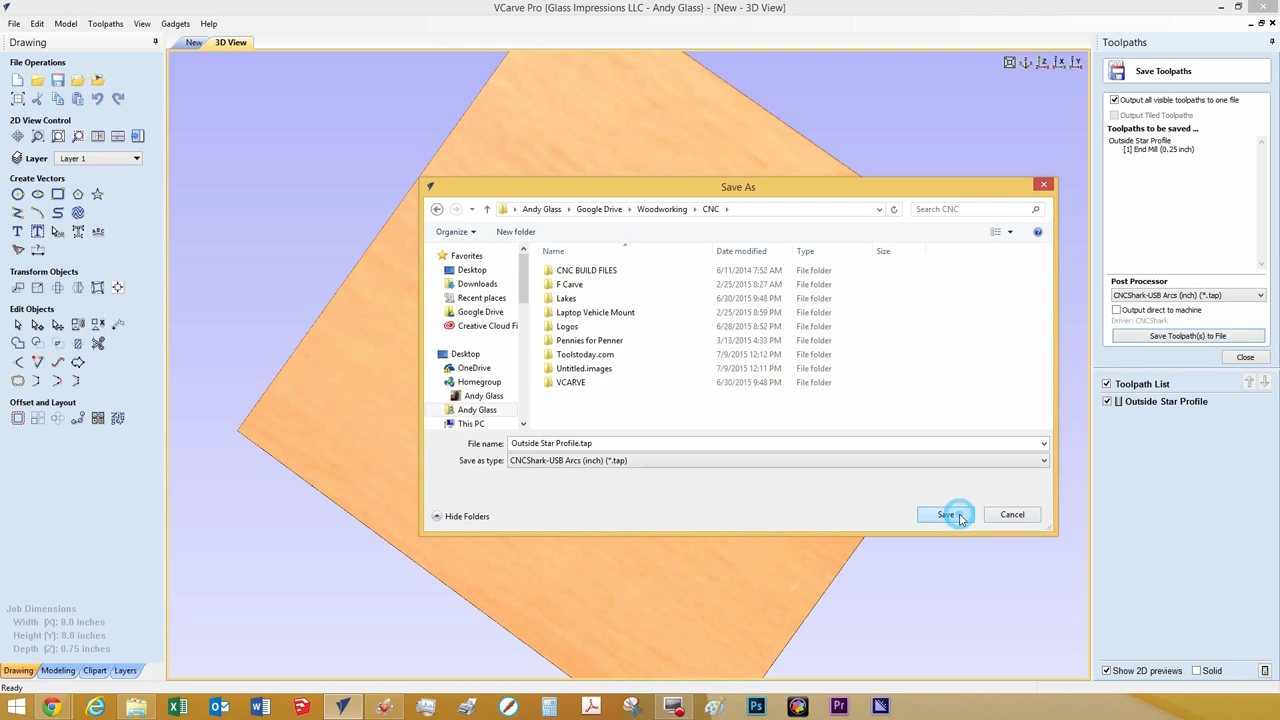 VCarve Pro {Glass Impressions LLC - Andy Glass} - [New - 3D View]
File Edit Model Toolpaths View Gadgets Help
Drawing
New 3D View
File Operations
2D View Control
Layer Layer 1
Create Vectors
Transform Objects
Edit Objects
Offset and Layout
Job Dimensions
Width (X): 8.0 inches
Height (Y): 8.0 inches
Depth (Z): 0.75 inches
Drawing Modeling Clipart Layers
Ready
Save As
Andy Glass Google Drive Woodworking CNC
Search CNC
Organize New folder
Favorites
Desktop
Downloads
Recent places
Google Drive
Creative Cloud Fi
Desktop
OneDrive
Homegroup
Andy Glass
Andy Glass
This PC
Name Date modified Type Size
CNC BUILD FILES 6/11/2014 7:52 AM File folder
F Carve 2/25/2015 8:27 AM File folder
Lakes 6/30/2015 9:48 PM File folder
Laptop Vehicle Mount 2/25/2015 8:59 PM File folder
Logos 6/28/2015 8:52 PM File folder
Pennies for Penner 3/13/2015 4:33 PM File folder
Toolstoday.com 7/9/2015 12:12 PM File folder
Untitled.images 7/9/2015 12:11 PM File folder
VCARVE 6/30/2015 9:48 PM File folder
File name: Outside Star Profile.tap
Save as type: CNCShark-USB Arcs (inch) (*.tap)
Hide Folders
Save Cancel
Toolpaths
Save Toolpaths
Output all visible toolpaths to one file
Output Tiled Toolpaths
Toolpaths to be saved ...
Outside Star Profile
[1] End Mill (0.25 inch)
Post Processor
CNCShark-USB Arcs (inch) (*.tap)
Output direct to machine
Driver: CNCShark
Save Toolpath(s) to File
Close
Toolpath List
Outside Star Profile
Show 2D previews Solid